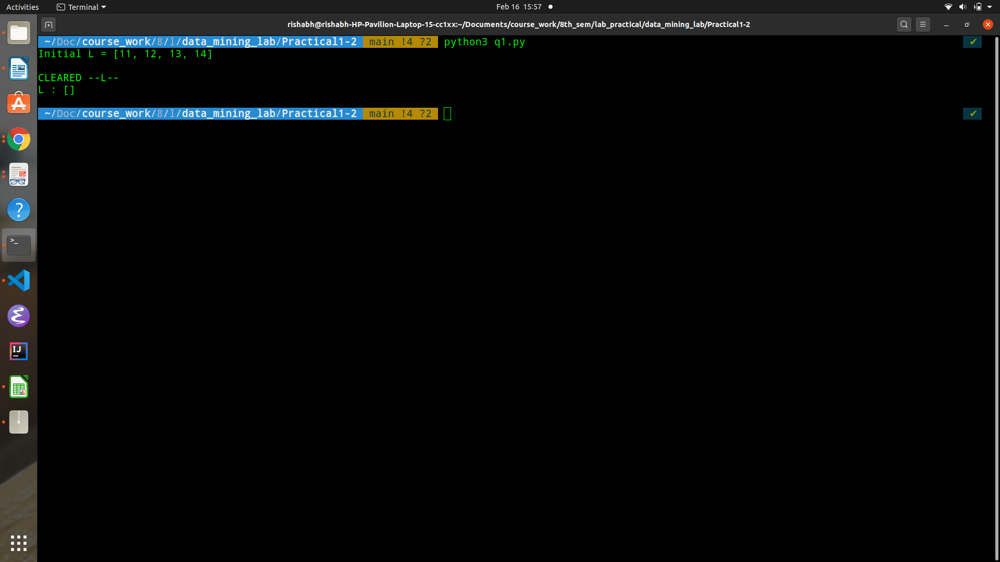 Activities Terminal Feb 16 15:57
rishabh@rishabh-HP-Pavilion-Laptop-15-cc1xx:~/Documents/course_work/8th_sem/lab_practical/data_mining_lab/Practical1-2
~/Doc/course_work/8/l/data_mining_lab/Practical1-2 main !4 ?2 python3 q1.py ✔
Initial L = [11, 12, 13, 14]
CLEARED --L--
L : []
~/Doc/course_work/8/l/data_mining_lab/Practical1-2 main !4 ?2 ✔
?
>_
IJ